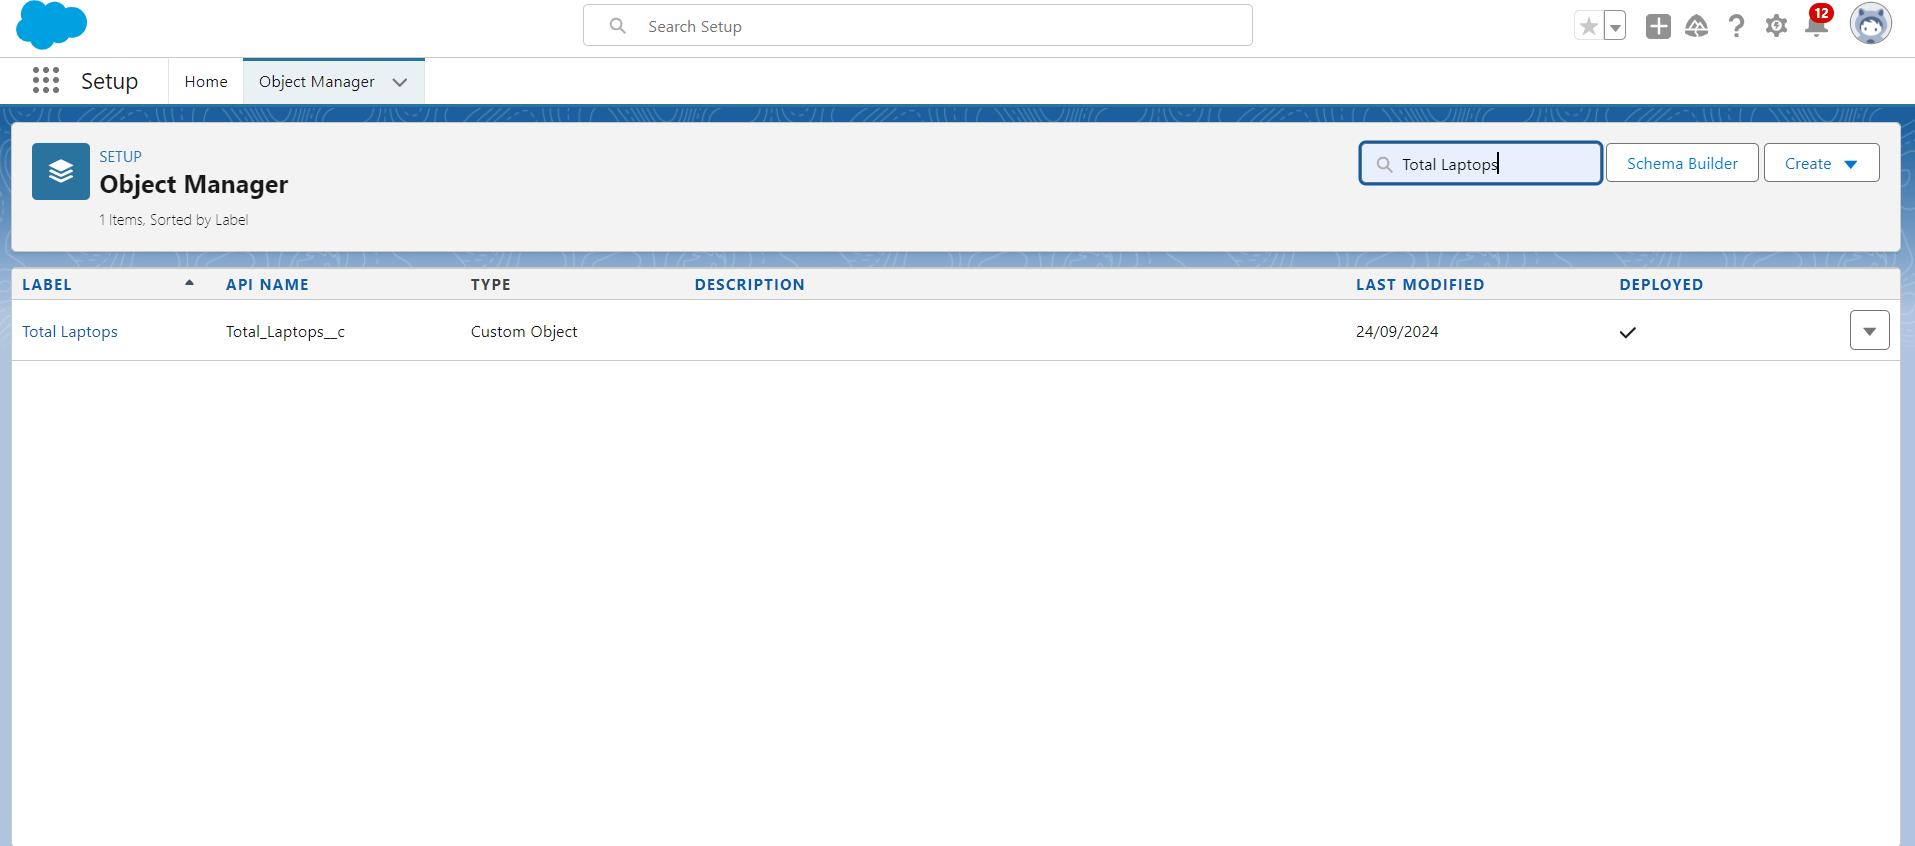 Search Setup
12
Setup
Home
Object Manager
SETUP
Object Manager
1 Items, Sorted by Label
Total Laptops
Schema Builder
Create
LABEL API NAME TYPE DESCRIPTION LAST MODIFIED DEPLOYED
Total Laptops Total_Laptops__c Custom Object 24/09/2024